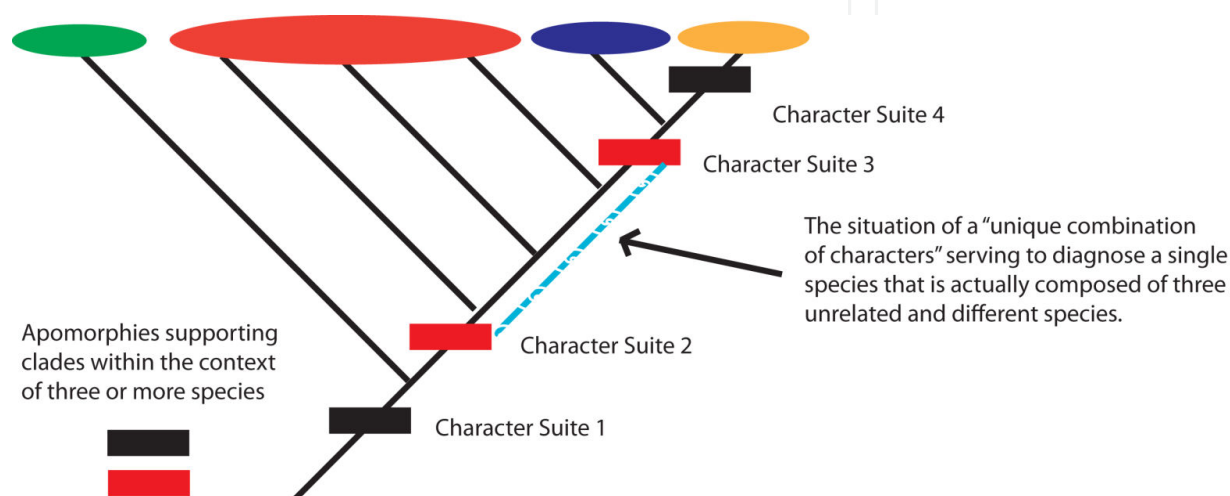 Character Suite 4
Character Suite 3
The situation of a “unique combination
of characters” serving to diagnose a single
species that is actually composed of three
unrelated and different species.
Apomorphies supporting
clades within the context
of three or more species
Character Suite 2
Character Suite 1